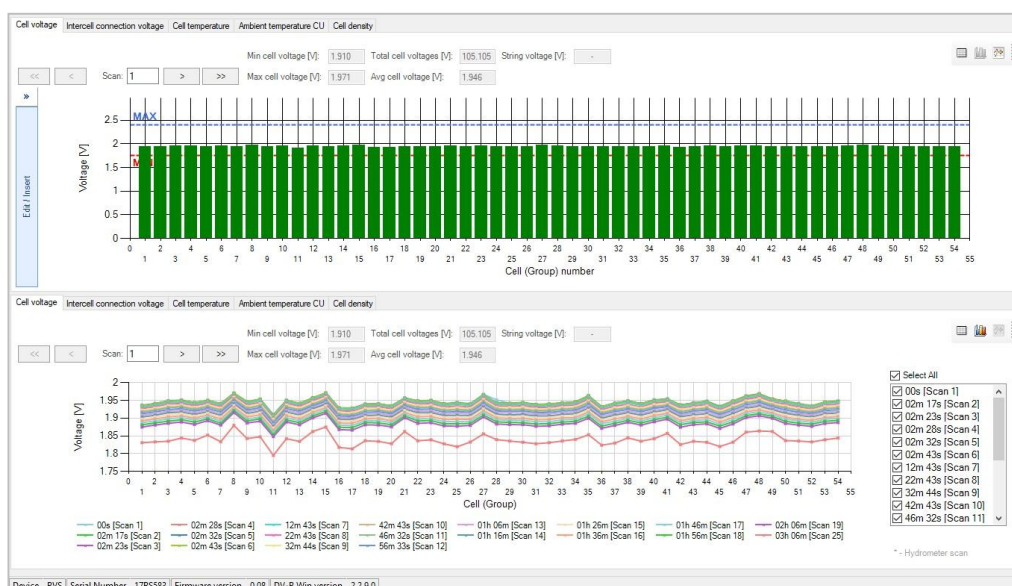 Cell voltage Intercell connection voltage Cell temperature Ambient temperature CU Cell density
Min cell voltage [V]: 1.910 Total cell voltages [V]: 105.105 String voltage [V]: -
<< < Scan: 1 > >> Max cell voltage [V]: 1.971 Avg cell voltage [V]: 1.946
»
Edit / Insert
Voltage [V]
2.5
2
1.5
1
0.5
0
MAX
MIN
0 2 4 6 8 10 12 14 16 18 20 22 24 26 28 30 32 34 36 38 40 42 44 46 48 50 52 54
1 3 5 7 9 11 13 15 17 19 21 23 25 27 29 31 33 35 37 39 41 43 45 47 49 51 53 55
Cell (Group) number
Cell voltage Intercell connection voltage Cell temperature Ambient temperature CU Cell density
Min cell voltage [V]: 1.910 Total cell voltages [V]: 105.105 String voltage [V]: -
<< < Scan: 1 > >> Max cell voltage [V]: 1.971 Avg cell voltage [V]: 1.946
Voltage [V]
2
1.95
1.9
1.85
1.8
1.75
0 2 4 6 8 10 12 14 16 18 20 22 24 26 28 30 32 34 36 38 40 42 44 46 48 50 52 54
1 3 5 7 9 11 13 15 17 19 21 23 25 27 29 31 33 35 37 39 41 43 45 47 49 51 53 55
Cell (Group)
00s [Scan 1] 02m 28s [Scan 4] 12m 43s [Scan 7] 42m 43s [Scan 10] 01h 06m [Scan 13] 01h 26m [Scan 15] 01h 46m [Scan 17] 02h 06m [Scan 19]
02m 17s [Scan 2] 02m 32s [Scan 5] 22m 43s [Scan 8] 46m 32s [Scan 11] 01h 16m [Scan 14] 01h 36m [Scan 16] 01h 56m [Scan 18] 03h 06m [Scan 25]
02m 23s [Scan 3] 02m 43s [Scan 6] 32m 44s [Scan 9] 56m 33s [Scan 12]
Select All
00s [Scan 1]
02m 17s [Scan 2]
02m 23s [Scan 3]
02m 28s [Scan 4]
02m 32s [Scan 5]
02m 43s [Scan 6]
12m 43s [Scan 7]
22m 43s [Scan 8]
32m 44s [Scan 9]
42m 43s [Scan 10]
46m 32s [Scan 11]
* - Hydrometer scan
Device BVS Serial Number 17BS583 Firmware version 0.08 DV-B Win version 2.2.9.0